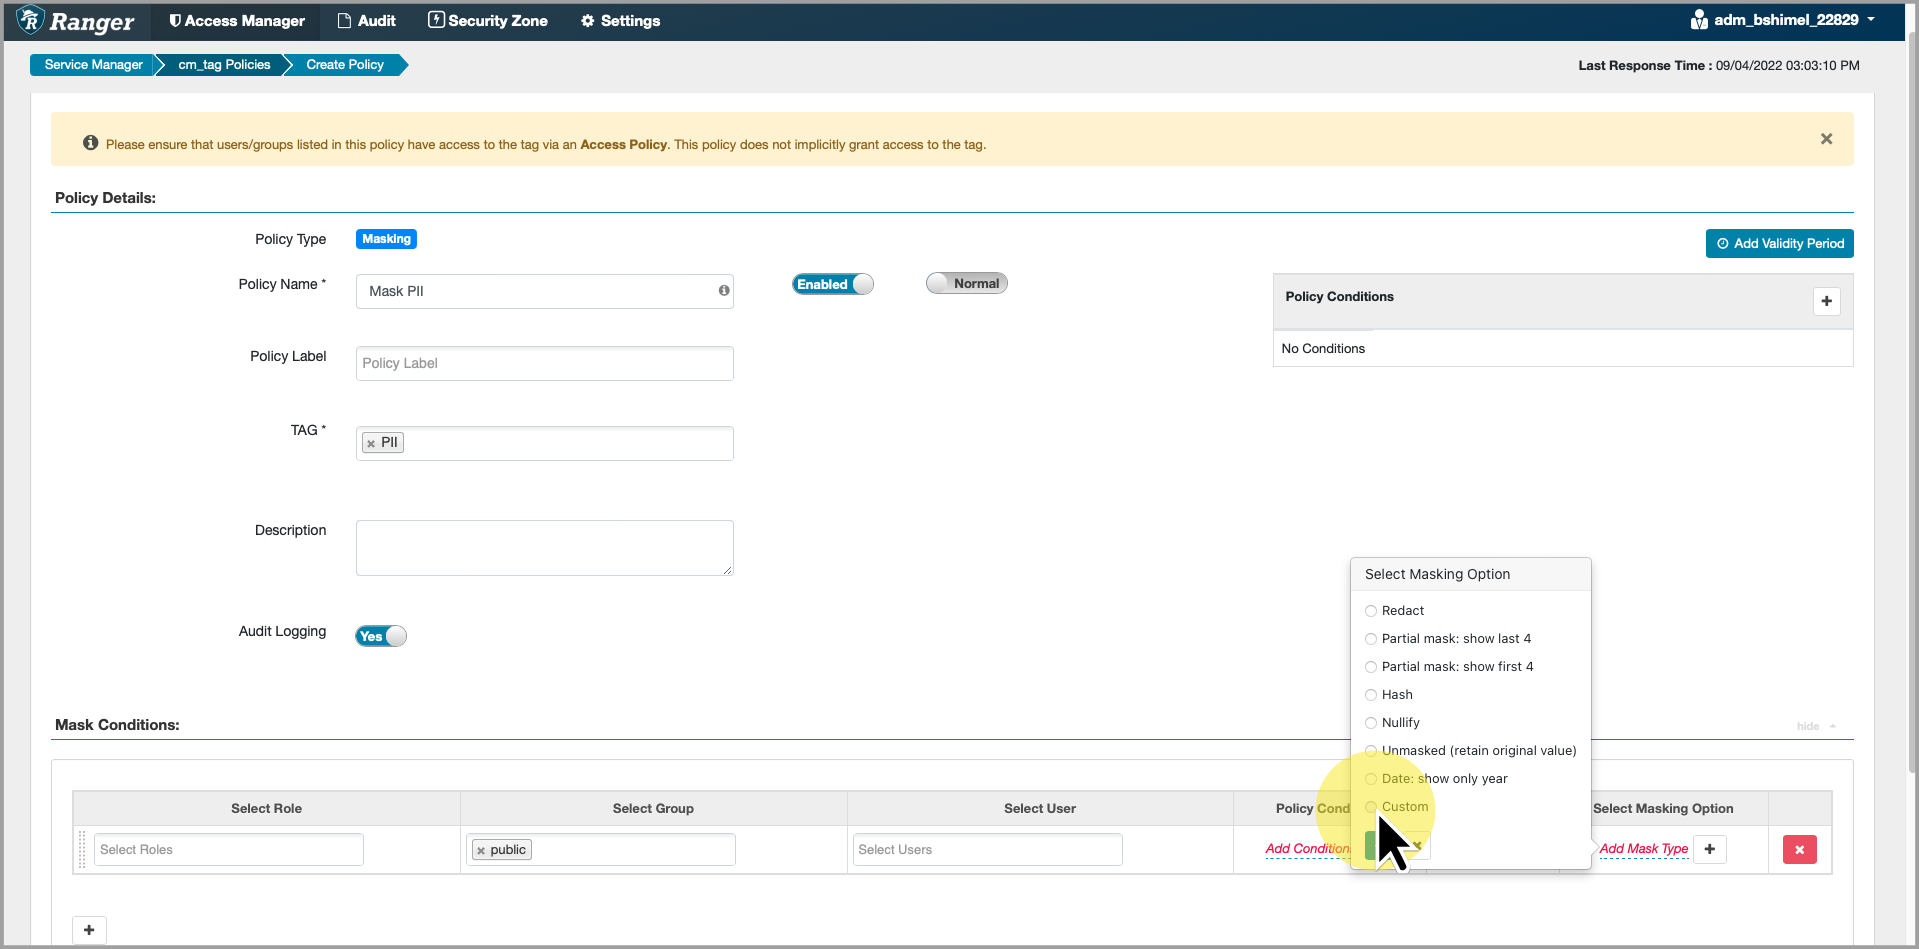 Ranger Access Manager Audit Security Zone Settings adm_bshimel_22829
Service Manager cm_tag Policies Create Policy Last Response Time : 09/04/2022 03:03:10 PM
Please ensure that users/groups listed in this policy have access to the tag via an Access Policy. This policy does not implicitly grant access to the tag.
Policy Details:
Policy Type Masking
Add Validity Period
Policy Name * Mask PII Enabled Normal
Policy Conditions
No Conditions
Policy Label Policy Label
TAG * PII
Description
Audit Logging Yes
Select Masking Option
Redact
Partial mask: show last 4
Partial mask: show first 4
Hash
Nullify
Unmasked (retain original value)
Date: show only year
Custom
Mask Conditions:
hide
Select Role Select Group Select User Policy Select Masking Option
Select Roles public Select Users Add Add Mask Type